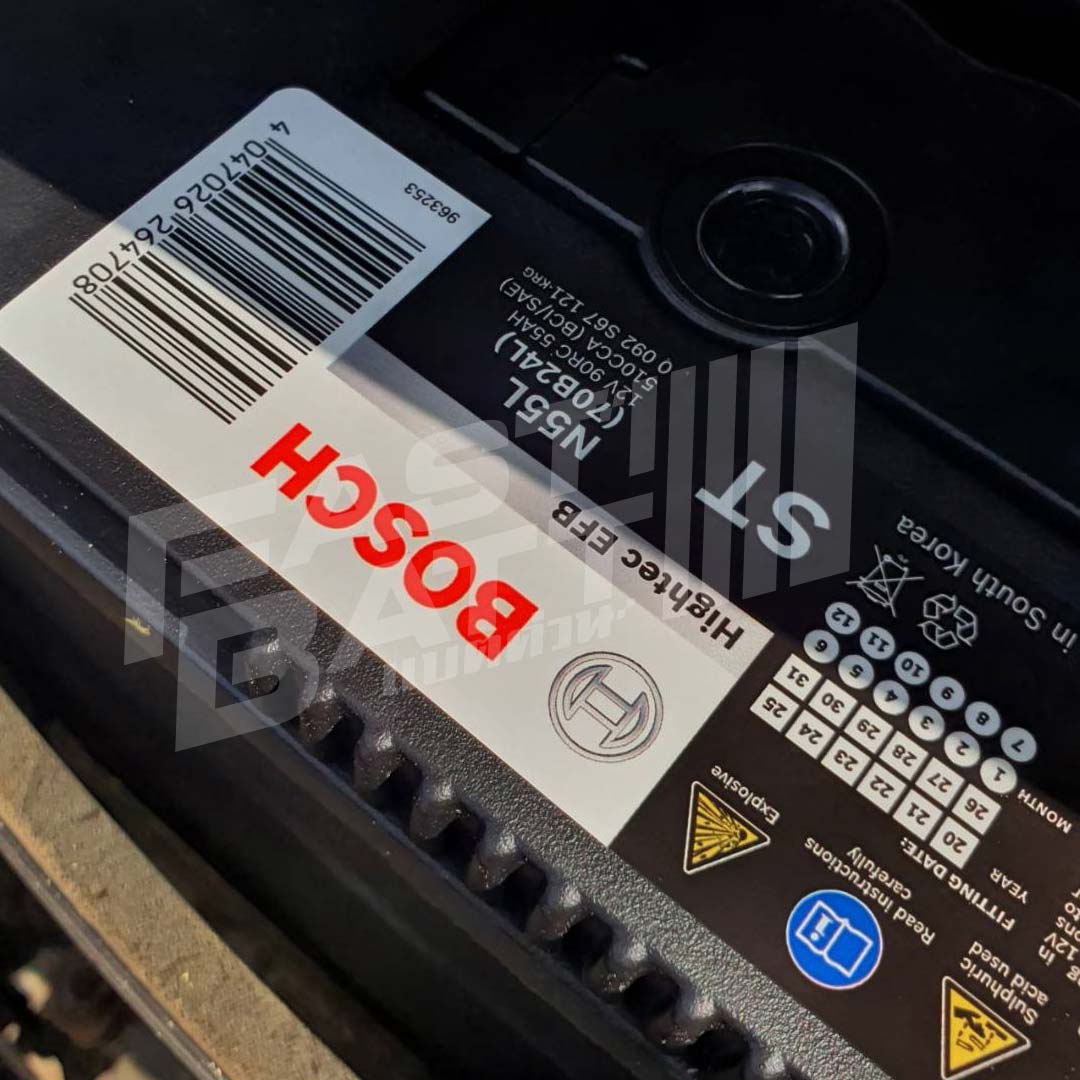 4 047026 264708
963253
BOSCH
Hightec EFB
N55L
(70B24L)
12V 90RC 55AH
510CCA (BCI/SAE)
0 092 S67 121-KRG
ST
in South Korea
FITTING DATE:
YEAR
20 21 22 23 24 25
26 27 28 29 30 31
MONTH
1 2 3 4 5 6
7 8 9 10 11 12
Explosive
Read Instructions
carefully
Sulphuric
acid used
FAST
BATT